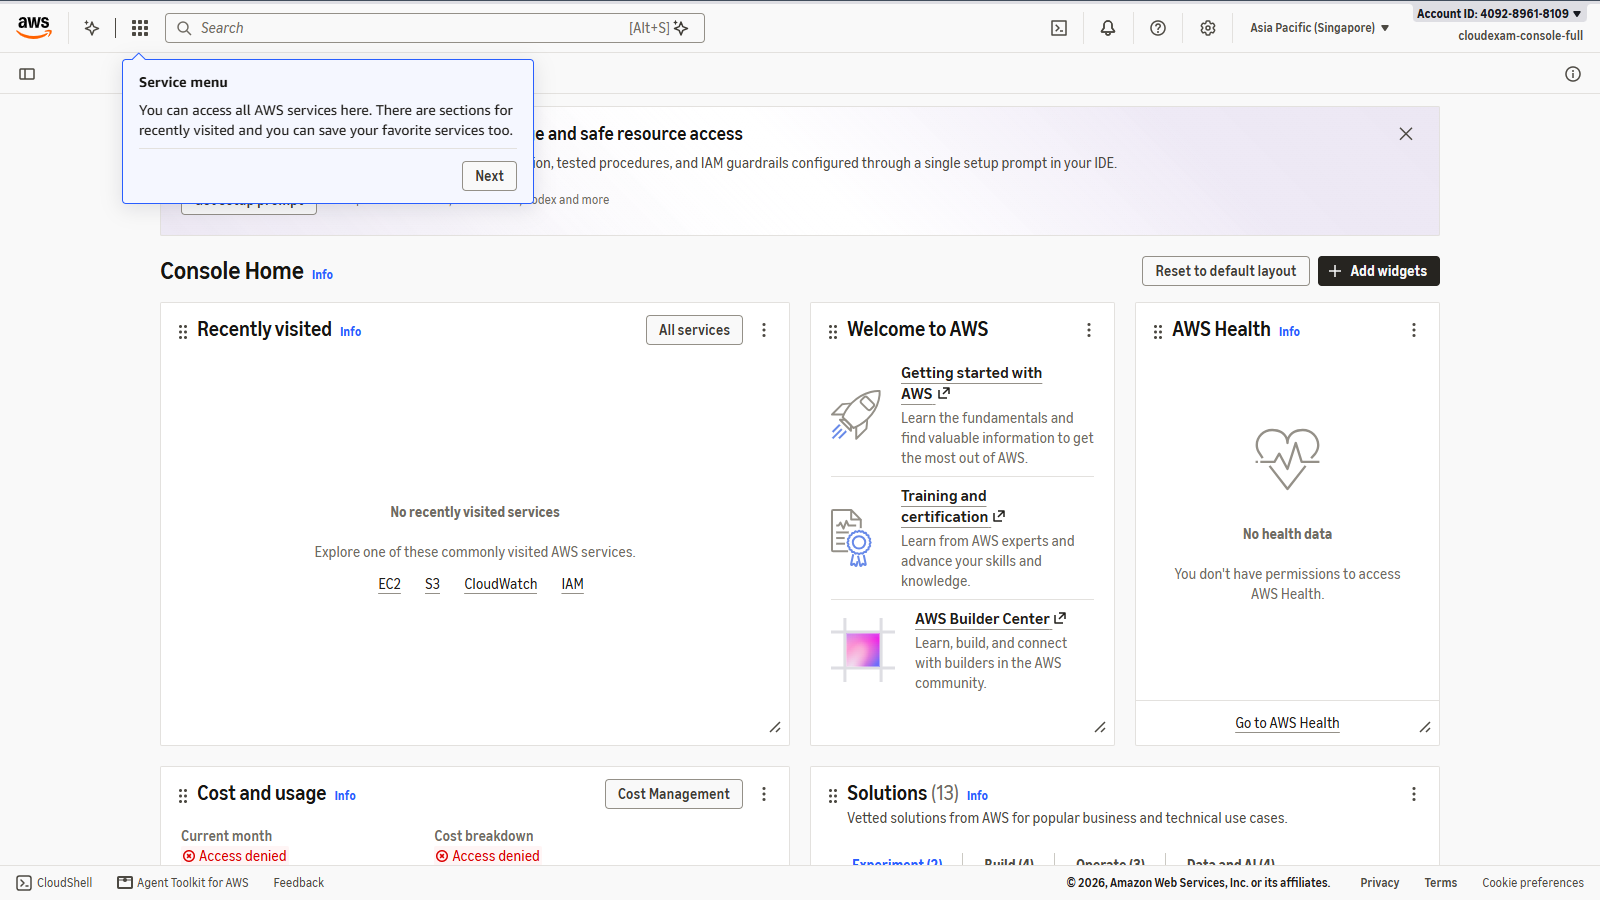 aws
Search
[Alt+S]
Asia Pacific (Singapore)
Account ID: 4092-8961-8109
cloudexam-console-full
Service menu
You can access all AWS services here. There are sections for
recently visited and you can save your favorite services too.
Next
e and safe resource access
ion, tested procedures, and IAM guardrails configured through a single setup prompt in your IDE.
odex and more
Console Home Info
Reset to default layout
Add widgets
Recently visited Info
All services
No recently visited services
Explore one of these commonly visited AWS services.
EC2 S3 CloudWatch IAM
Welcome to AWS
Getting started with
AWS
Learn the fundamentals and
find valuable information to get
the most out of AWS.
Training and
certification
Learn from AWS experts and
advance your skills and
knowledge.
AWS Builder Center
Learn, build, and connect
with builders in the AWS
community.
AWS Health Info
No health data
You don't have permissions to access
AWS Health.
Go to AWS Health
Cost and usage Info
Cost Management
Current month
Access denied
Cost breakdown
Access denied
Solutions (13) Info
Vetted solutions from AWS for popular business and technical use cases.
Experiment (2) Build (4) Operate (3) Data and AI (4)
CloudShell
Agent Toolkit for AWS
Feedback
© 2026, Amazon Web Services, Inc. or its affiliates.
Privacy
Terms
Cookie preferences